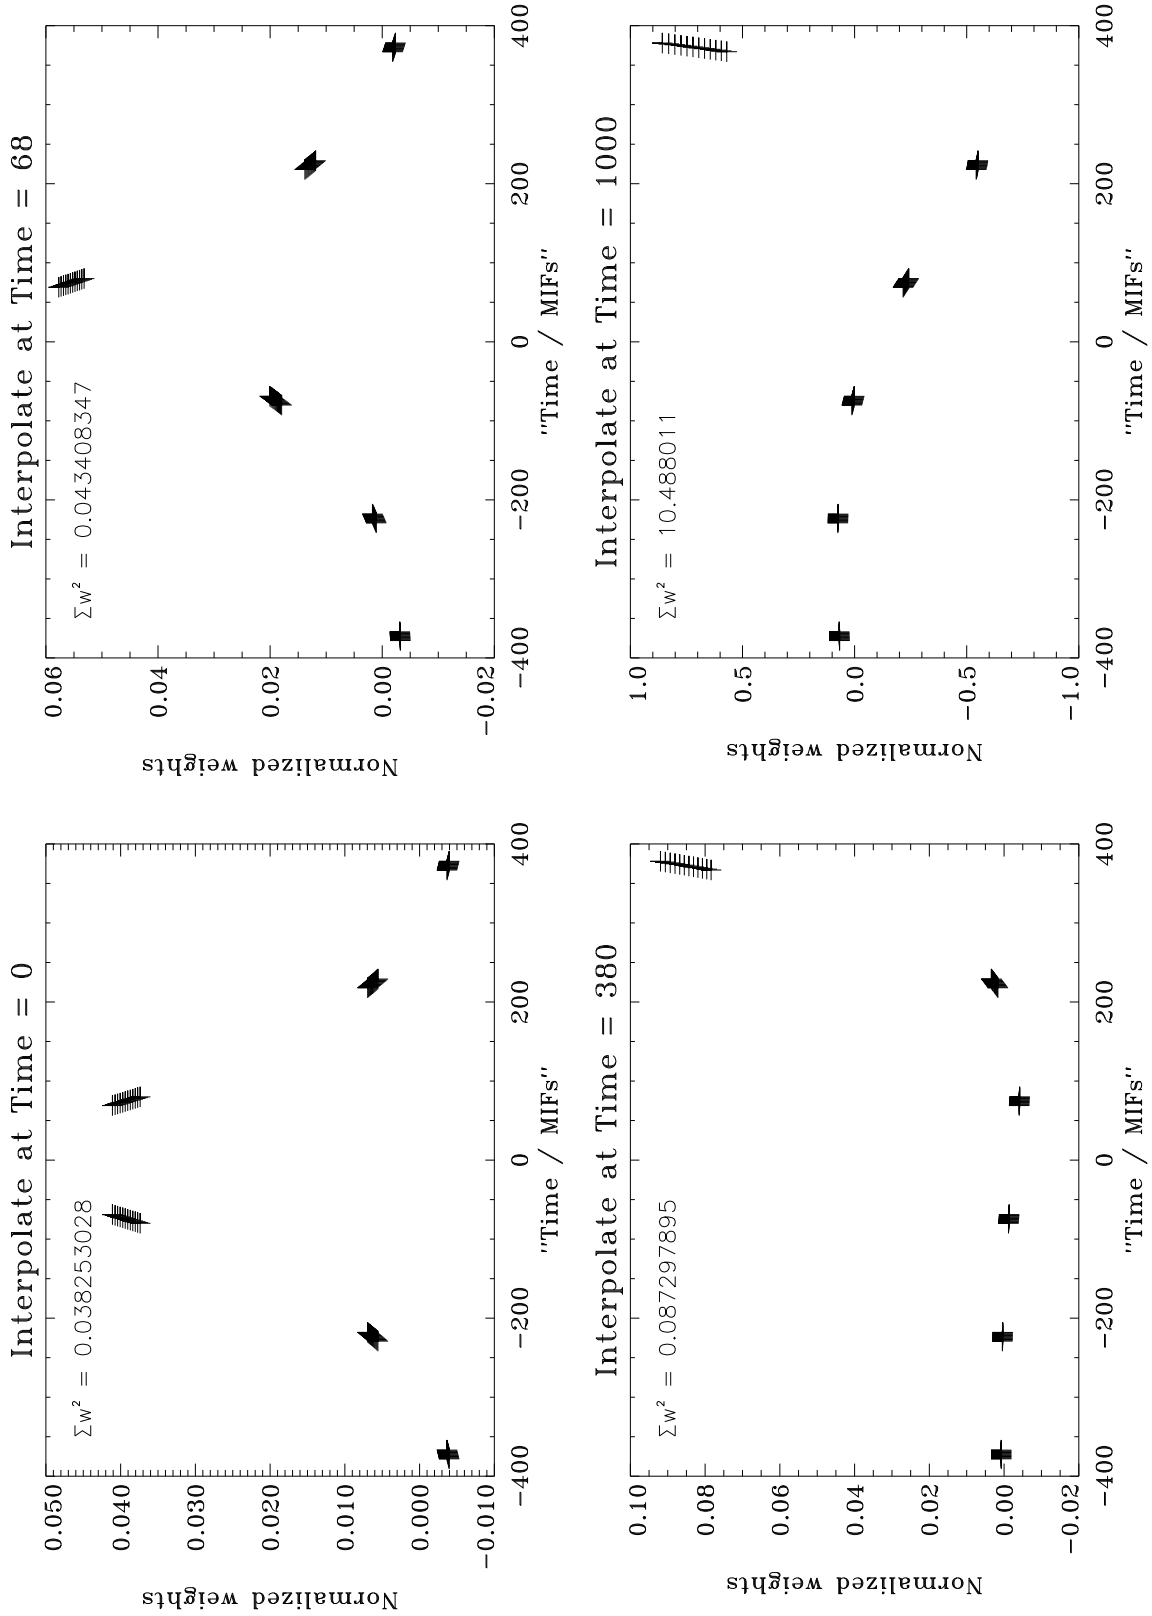 Interpolate at Time = 0
Σw² = 0.038253028
Normalized weights
0.050
0.040
0.030
0.020
0.010
0.000
−0.010
−400
−200
0
200
400
"Time / MIFs"
Interpolate at Time = 68
Σw² = 0.043408347
Normalized weights
0.06
0.04
0.02
0.00
−0.02
−400
−200
0
200
400
"Time / MIFs"
Interpolate at Time = 380
Σw² = 0.087297895
Normalized weights
0.10
0.08
0.06
0.04
0.02
0.00
−0.02
−400
−200
0
200
400
"Time / MIFs"
Interpolate at Time = 1000
Σw² = 10.488011
Normalized weights
1.0
0.5
0.0
−0.5
−1.0
−400
−200
0
200
400
"Time / MIFs"